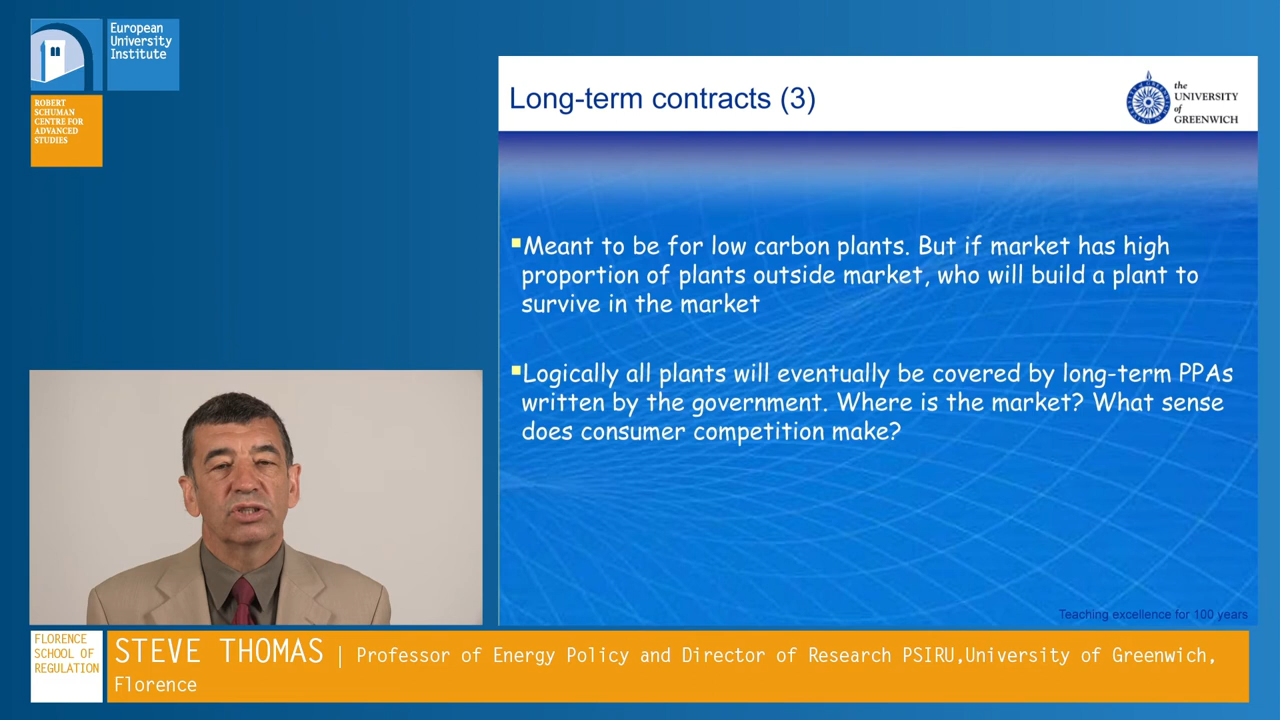 European
University
Institute
ROBERT
SCHUMAN
CENTRE FOR
ADVANCED
STUDIES
Long-term contracts (3)
the
UNIVERSITY
of
GREENWICH
▪Meant to be for low carbon plants. But if market has high
proportion of plants outside market, who will build a plant to
survive in the market
▪Logically all plants will eventually be covered by long-term PPAs
written by the government. Where is the market? What sense
does consumer competition make?
Teaching excellence for 100 years
FLORENCE
SCHOOL OF
REGULATION
STEVE THOMAS | Professor of Energy Policy and Director of Research PSIRU,University of Greenwich,
Florence